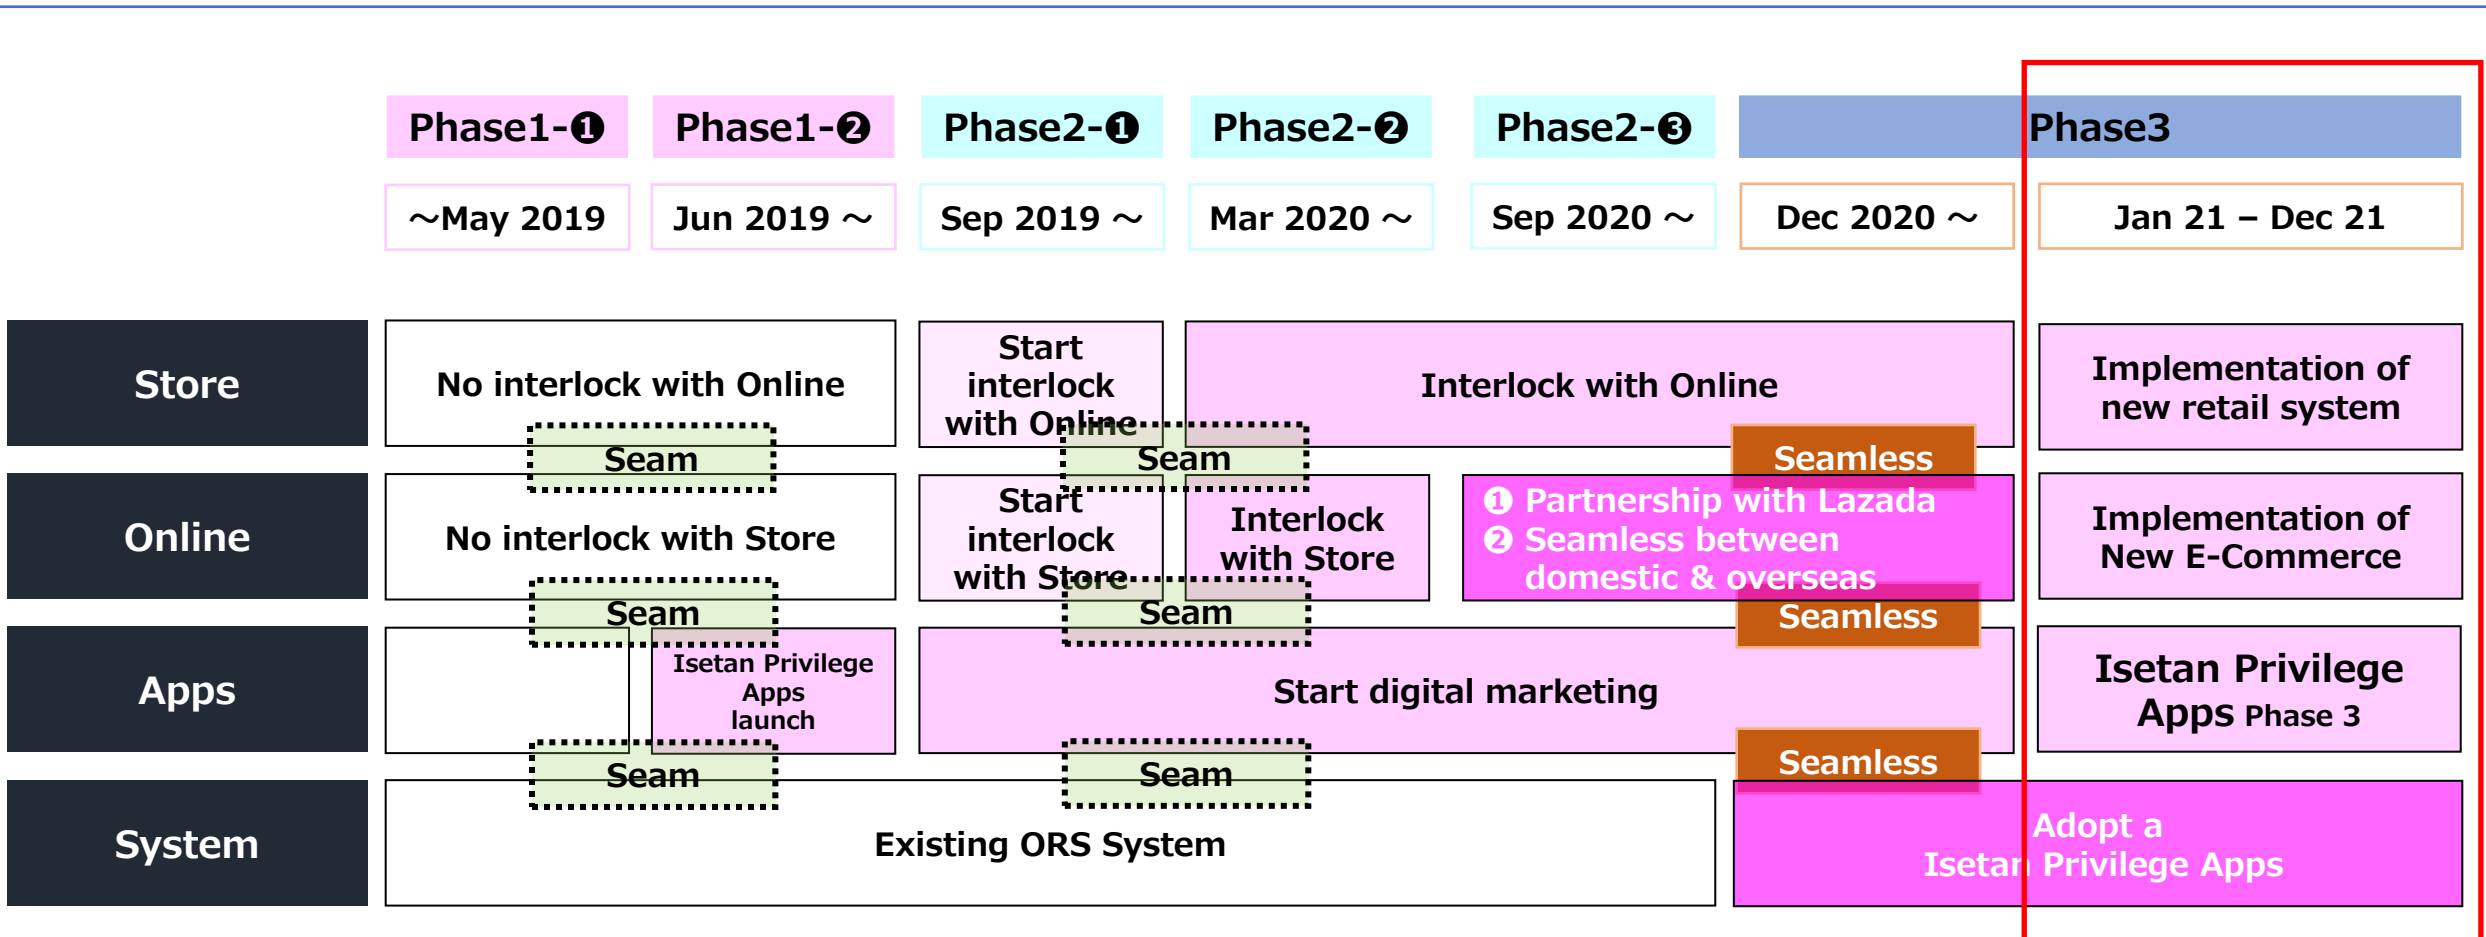 Phase1-❶
Phase1-❷
Phase2-❶
Phase2-❷
Phase2-❸
Phase3
～May 2019
Jun 2019 ～
Sep 2019 ～
Mar 2020 ～
Sep 2020 ～
Dec 2020 ～
Jan 21 – Dec 21
Store
No interlock with Online
Start
interlock
with Online
Interlock with Online
Implementation of
new retail system
Seam
Seam
Seamless
Online
No interlock with Store
Start
interlock
with Store
Interlock
with Store
❶ Partnership with Lazada
❷ Seamless between
domestic & overseas
Implementation of
New E-Commerce
Seam
Seam
Seamless
Apps
Isetan Privilege
Apps
launch
Start digital marketing
Isetan Privilege
Apps Phase 3
Seam
Seam
Seamless
System
Existing ORS System
Adopt a
Isetan Privilege Apps